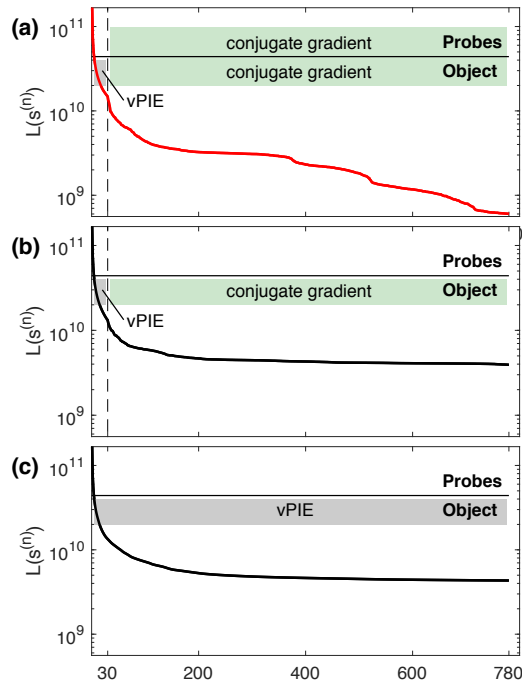 (a)
10^11
conjugate gradient Probes
conjugate gradient Object
vPIE
10^10
10^9
L(s^(n))
(b)
10^11
Probes
conjugate gradient Object
vPIE
10^10
10^9
L(s^(n))
(c)
10^11
Probes
vPIE Object
10^10
10^9
L(s^(n))
30 200 400 600 780